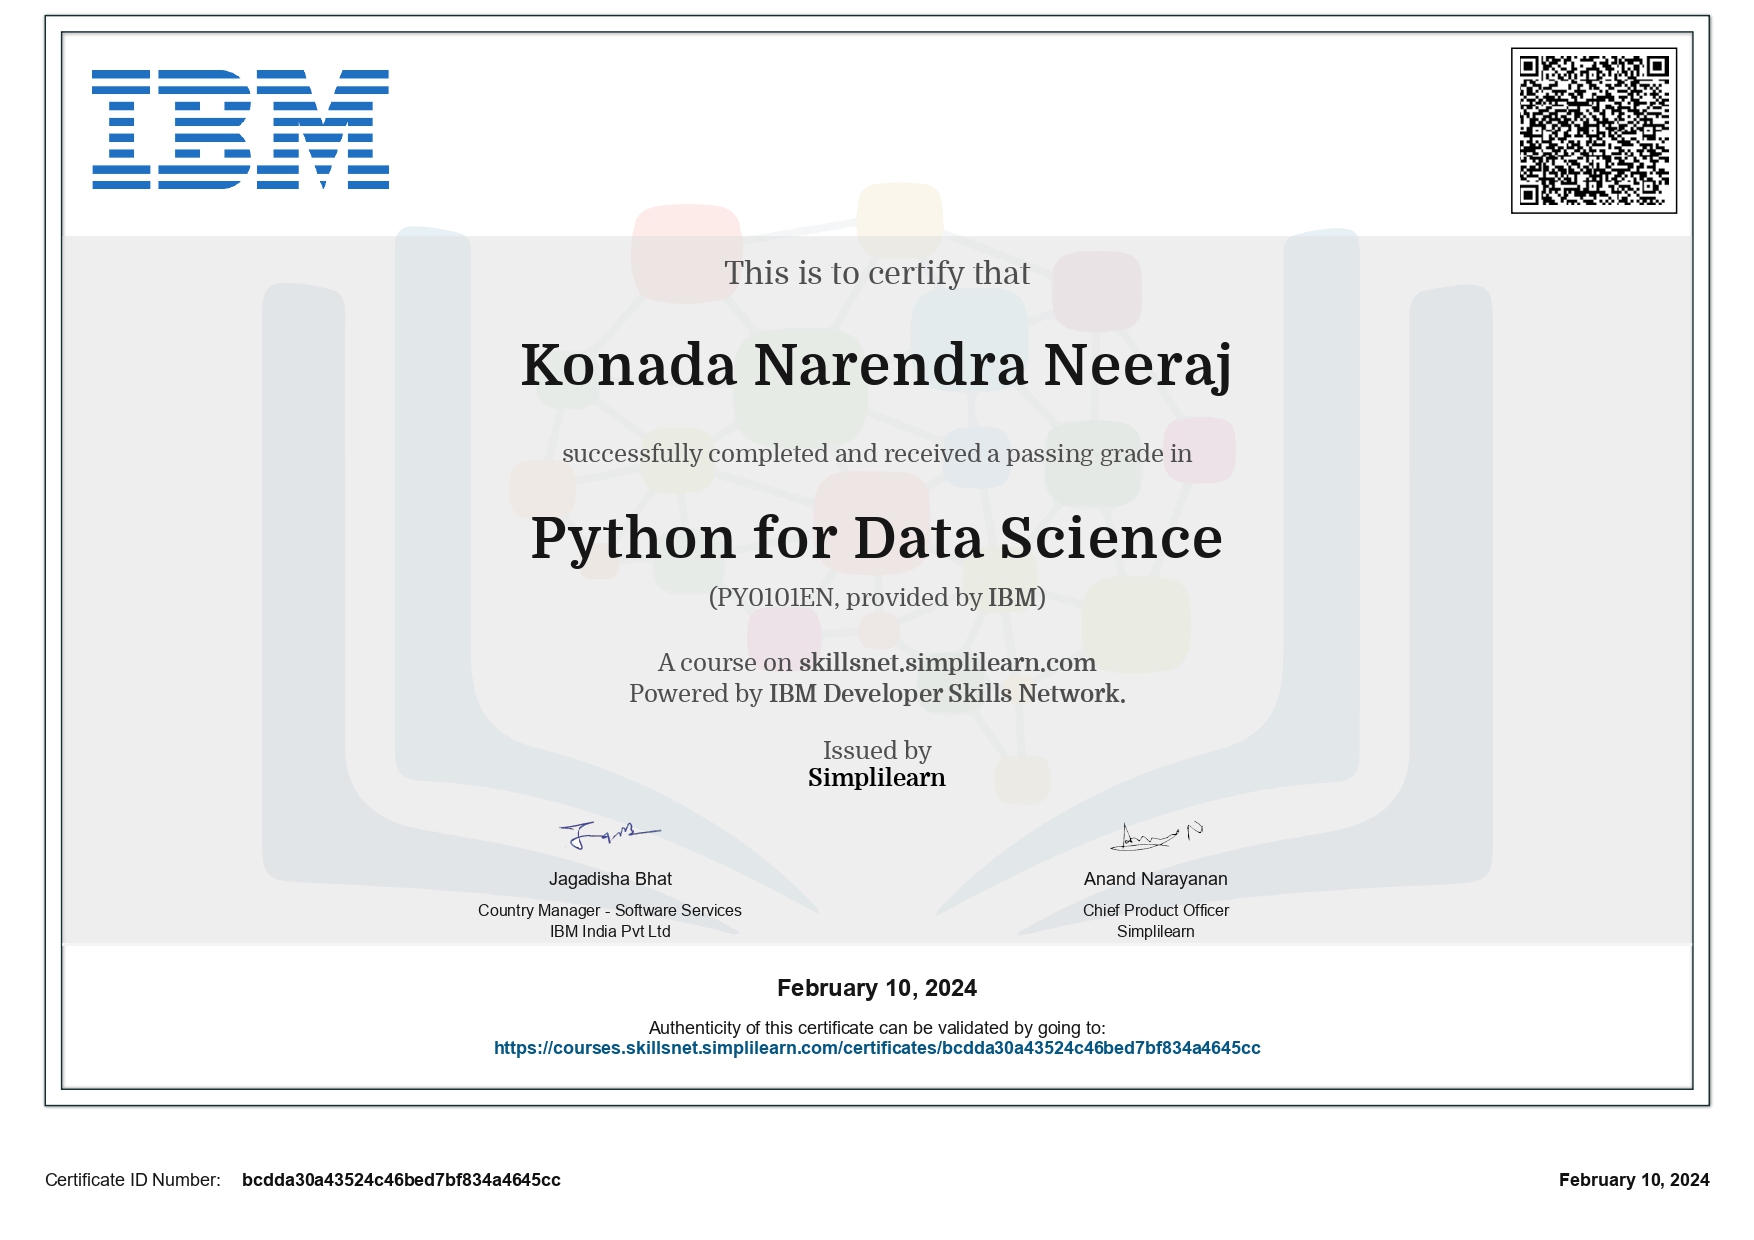 IBM
This is to certify that
Konada Narendra Neeraj
successfully completed and received a passing grade in
Python for Data Science
(PY0101EN, provided by IBM)
A course on skillsnet.simplilearn.com
Powered by IBM Developer Skills Network.
Issued by
Simplilearn
Jagadisha Bhat
Country Manager - Software Services
IBM India Pvt Ltd
Anand Narayanan
Chief Product Officer
Simplilearn
February 10, 2024
Authenticity of this certificate can be validated by going to:
https://courses.skillsnet.simplilearn.com/certificates/bcdda30a43524c46bed7bf834a4645cc
Certificate ID Number: bcdda30a43524c46bed7bf834a4645cc
February 10, 2024